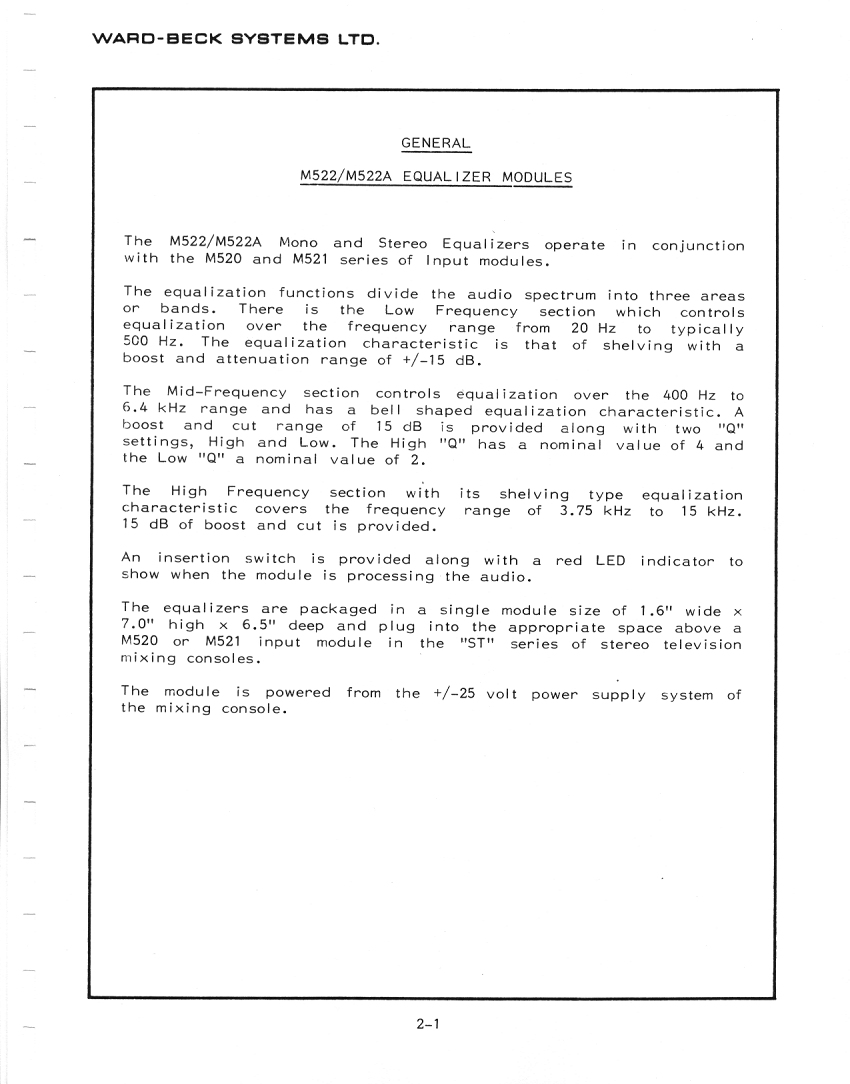 WARD-BECK SYSTEMS LTD.
GENERAL
M522/M522A EQUALIZER MODULES
The M522/M522A Mono and Stereo Equalizers operate in conjunction
with the M520 and M521 series of Input modules.
The equalization functions divide the audio spectrum into three areas
or bands. There is the Low Frequency section which controls
equalization over the frequency range from 20 Hz to typically
500 Hz. The equalization characteristic is that of shelving with a
boost and attenuation range of +/-15 dB.
The Mid-Frequency section controls equalization over the 400 Hz to
6.4 kHz range and has a bell shaped equalization characteristic. A
boost and cut range of 15 dB is provided along with two "Q"
settings, High and Low. The High "Q" has a nominal value of 4 and
the Low "Q" a nominal value of 2.
The High Frequency section with its shelving type equalization
characteristic covers the frequency range of 3.75 kHz to 15 kHz.
15 dB of boost and cut is provided.
An insertion switch is provided along with a red LED indicator to
show when the module is processing the audio.
The equalizers are packaged in a single module size of 1.6" wide x
7.0" high x 6.5" deep and plug into the appropriate space above a
M520 or M521 input module in the "ST" series of stereo television
mixing consoles.
The module is powered from the +/-25 volt power supply system of
the mixing console.
2-1